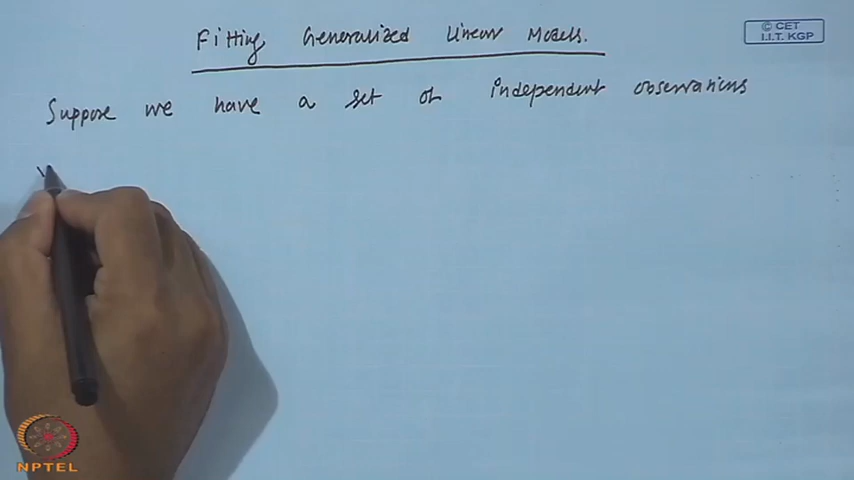 Fitting Generalized Linear Models.
© CET
I.I.T. KGP
Suppose we have a set of independent observations
NPTEL